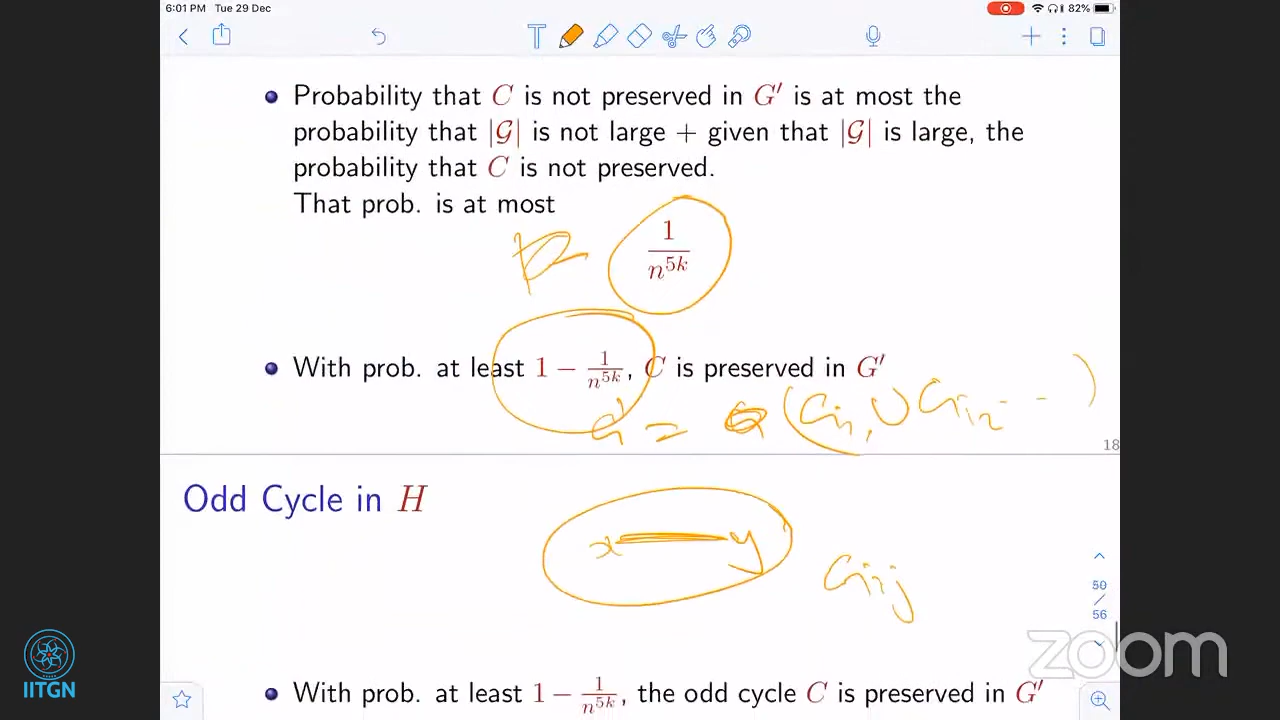 6:01 PM Tue 29 Dec
82%
• Probability that C is not preserved in G′ is at most the
probability that |𝒢| is not large + given that |𝒢| is large, the
probability that C is not preserved.
That prob. is at most
1/n^{5k}
• With prob. at least 1 − 1/n^{5k}, C is preserved in G′
18
Odd Cycle in H
x y
50
/
56
zoom
IITGN
• With prob. at least 1 − 1/n^{5k}, the odd cycle C is preserved in G′